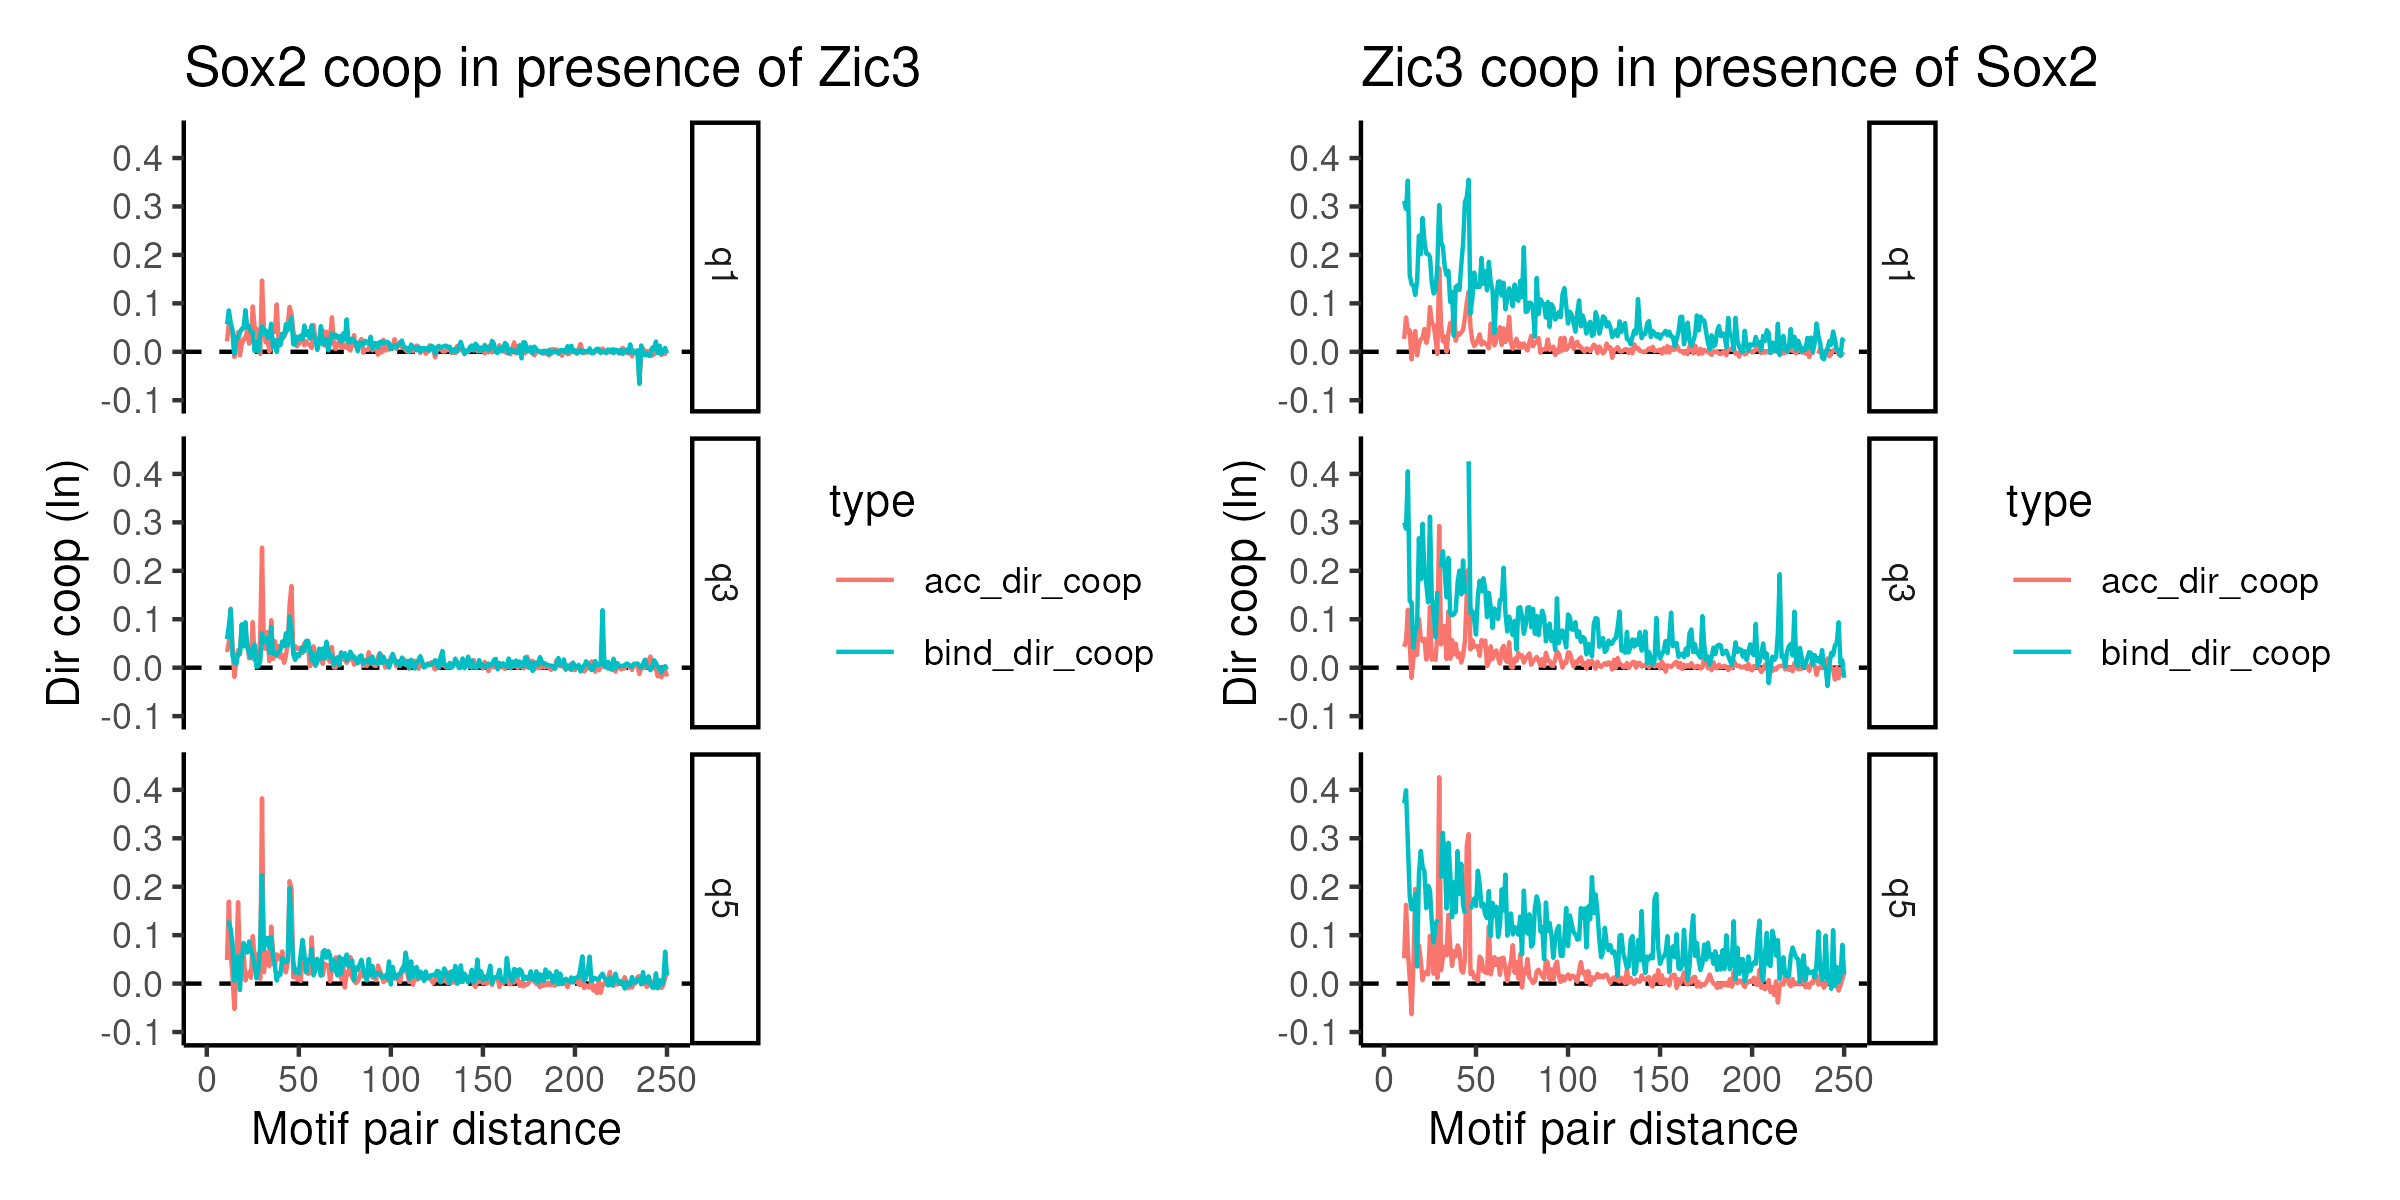 Sox2 coop in presence of Zic3
0.4
0.3
0.2
0.1
0.0
-0.1
q1
0.4
0.3
0.2
0.1
0.0
-0.1
q3
0.4
0.3
0.2
0.1
0.0
-0.1
q5
Dir coop (ln)
0 50 100 150 200 250
Motif pair distance
type
acc_dir_coop
bind_dir_coop
Zic3 coop in presence of Sox2
0.4
0.3
0.2
0.1
0.0
-0.1
q1
0.4
0.3
0.2
0.1
0.0
-0.1
q3
0.4
0.3
0.2
0.1
0.0
-0.1
q5
Dir coop (ln)
0 50 100 150 200 250
Motif pair distance
type
acc_dir_coop
bind_dir_coop